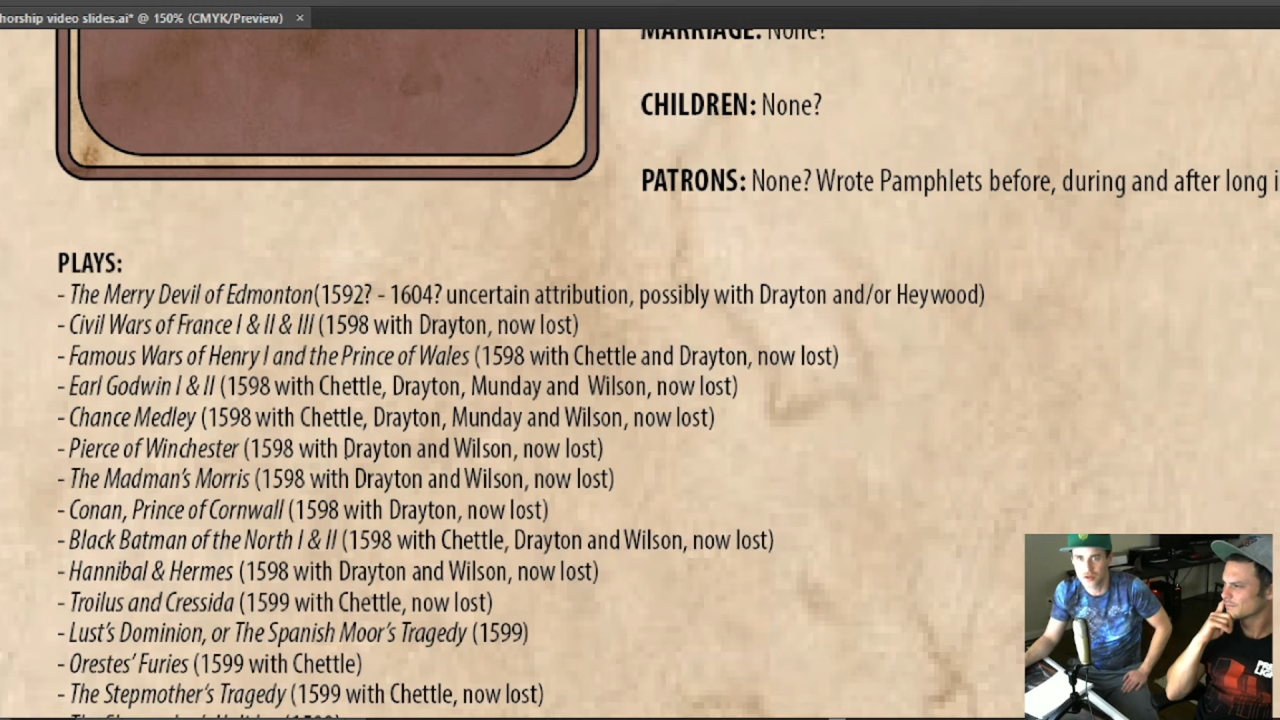 horship video slides.ai* @ 150% (CMYK/Preview) ×
MARRIAGE: None?
CHILDREN: None?
PATRONS: None? Wrote Pamphlets before, during and after long
PLAYS:
- The Merry Devil of Edmonton(1592? - 1604? uncertain attribution, possibly with Drayton and/or Heywood)
- Civil Wars of France I & II & III (1598 with Drayton, now lost)
- Famous Wars of Henry I and the Prince of Wales (1598 with Chettle and Drayton, now lost)
- Earl Godwin I & II (1598 with Chettle, Drayton, Munday and Wilson, now lost)
- Chance Medley (1598 with Chettle, Drayton, Munday and Wilson, now lost)
- Pierce of Winchester (1598 with Drayton and Wilson, now lost)
- The Madman's Morris (1598 with Drayton and Wilson, now lost)
- Conan, Prince of Cornwall (1598 with Drayton, now lost)
- Black Batman of the North I & II (1598 with Chettle, Drayton and Wilson, now lost)
- Hannibal & Hermes (1598 with Drayton and Wilson, now lost)
- Troilus and Cressida (1599 with Chettle, now lost)
- Lust's Dominion, or The Spanish Moor's Tragedy (1599)
- Orestes' Furies (1599 with Chettle)
- The Stepmother's Tragedy (1599 with Chettle, now lost)